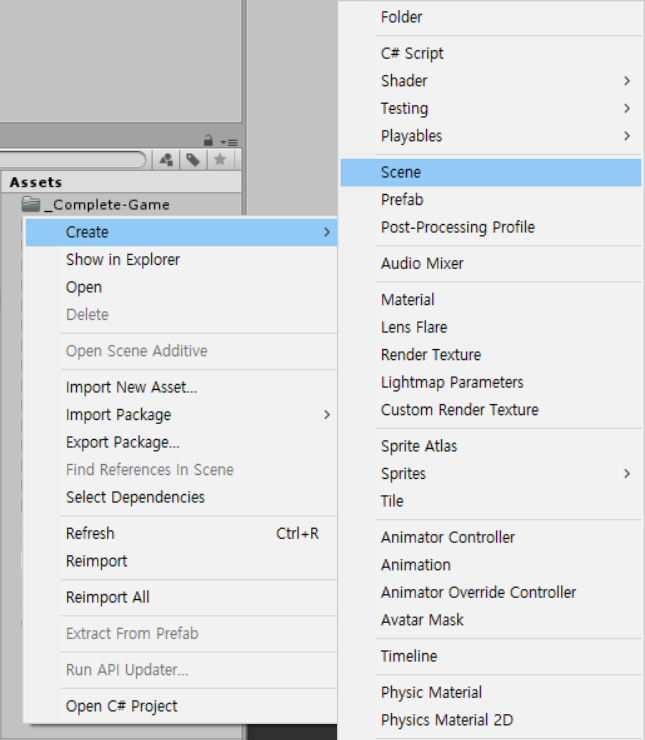 Assets
_Complete-Game
Create
Show in Explorer
Open
Delete
Open Scene Additive
Import New Asset...
Import Package
Export Package...
Find References In Scene
Select Dependencies
Refresh Ctrl+R
Reimport
Reimport All
Extract From Prefab
Run API Updater...
Open C# Project
Folder
C# Script
Shader
Testing
Playables
Scene
Prefab
Post-Processing Profile
Audio Mixer
Material
Lens Flare
Render Texture
Lightmap Parameters
Custom Render Texture
Sprite Atlas
Sprites
Tile
Animator Controller
Animation
Animator Override Controller
Avatar Mask
Timeline
Physic Material
Physics Material 2D